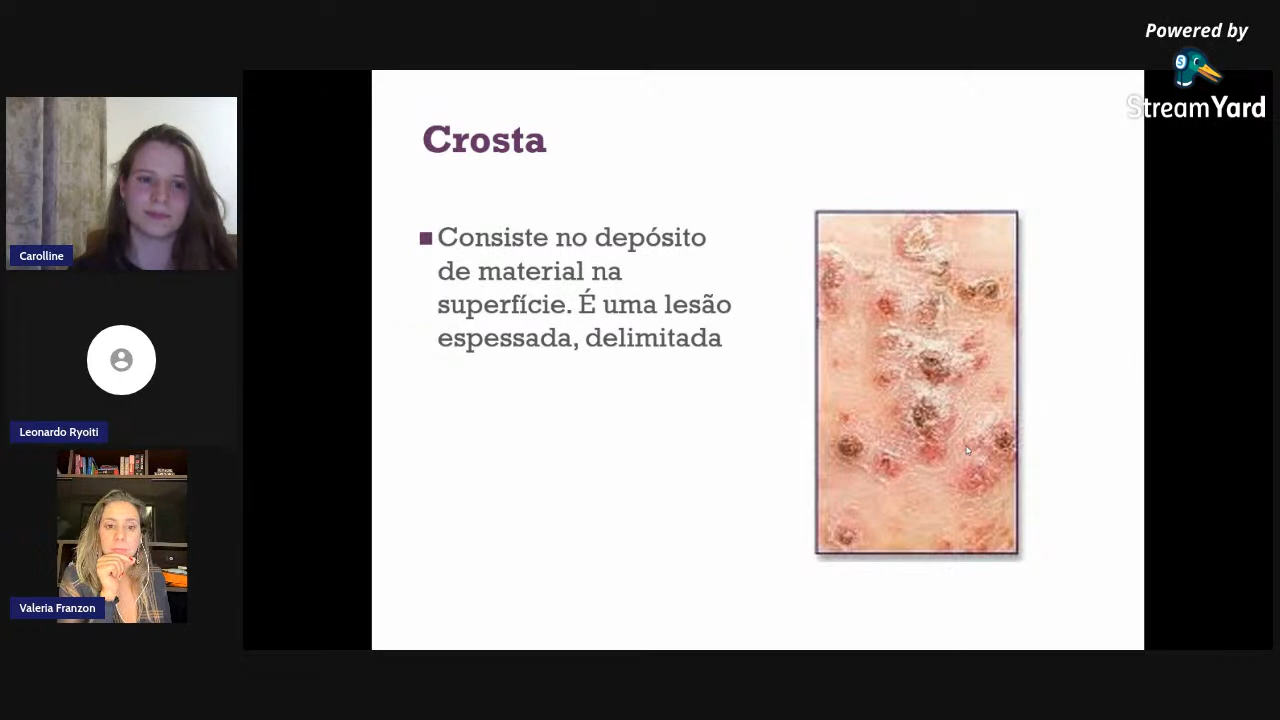 Powered by
StreamYard
Crosta
Consiste no depósito
de material na
superfície. É uma lesão
espessada, delimitada
Carolline
Leonardo Ryoiti
Valeria Franzon